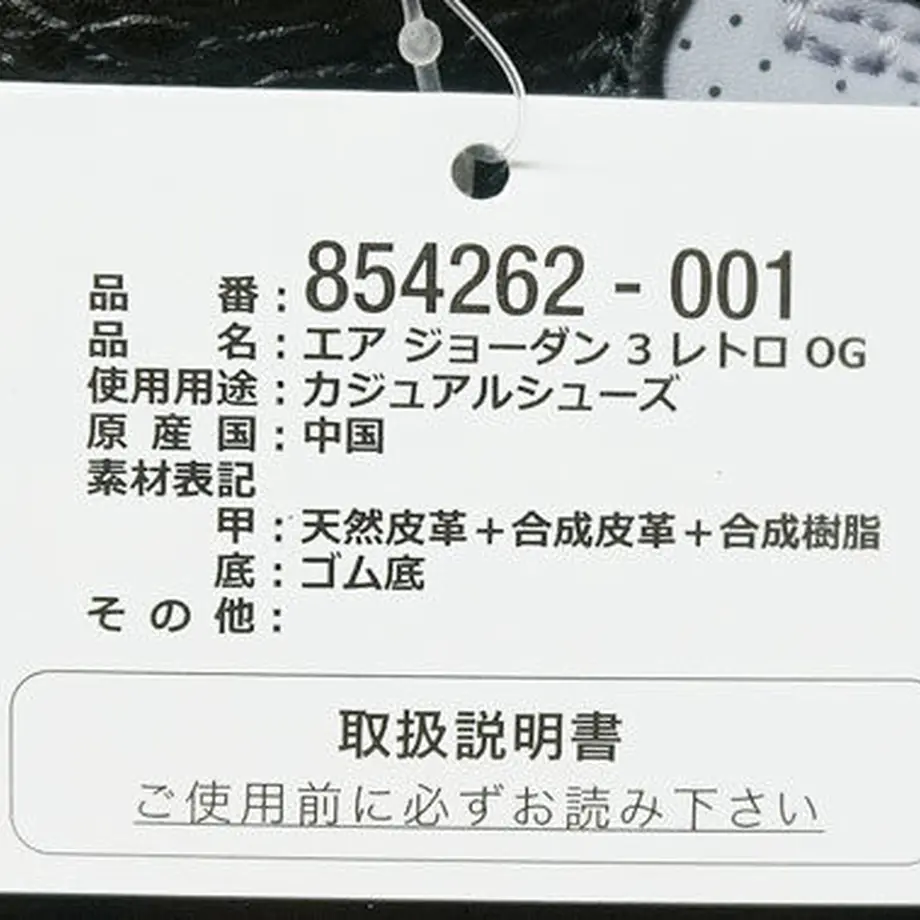 品番：854262-001
品名：エア ジョーダン 3 レトロ OG
使用用途：カジュアルシューズ
原産国：中国
素材表記
甲：天然皮革＋合成皮革＋合成樹脂
底：ゴム底
その他：
取扱説明書
ご使用前に必ずお読み下さい